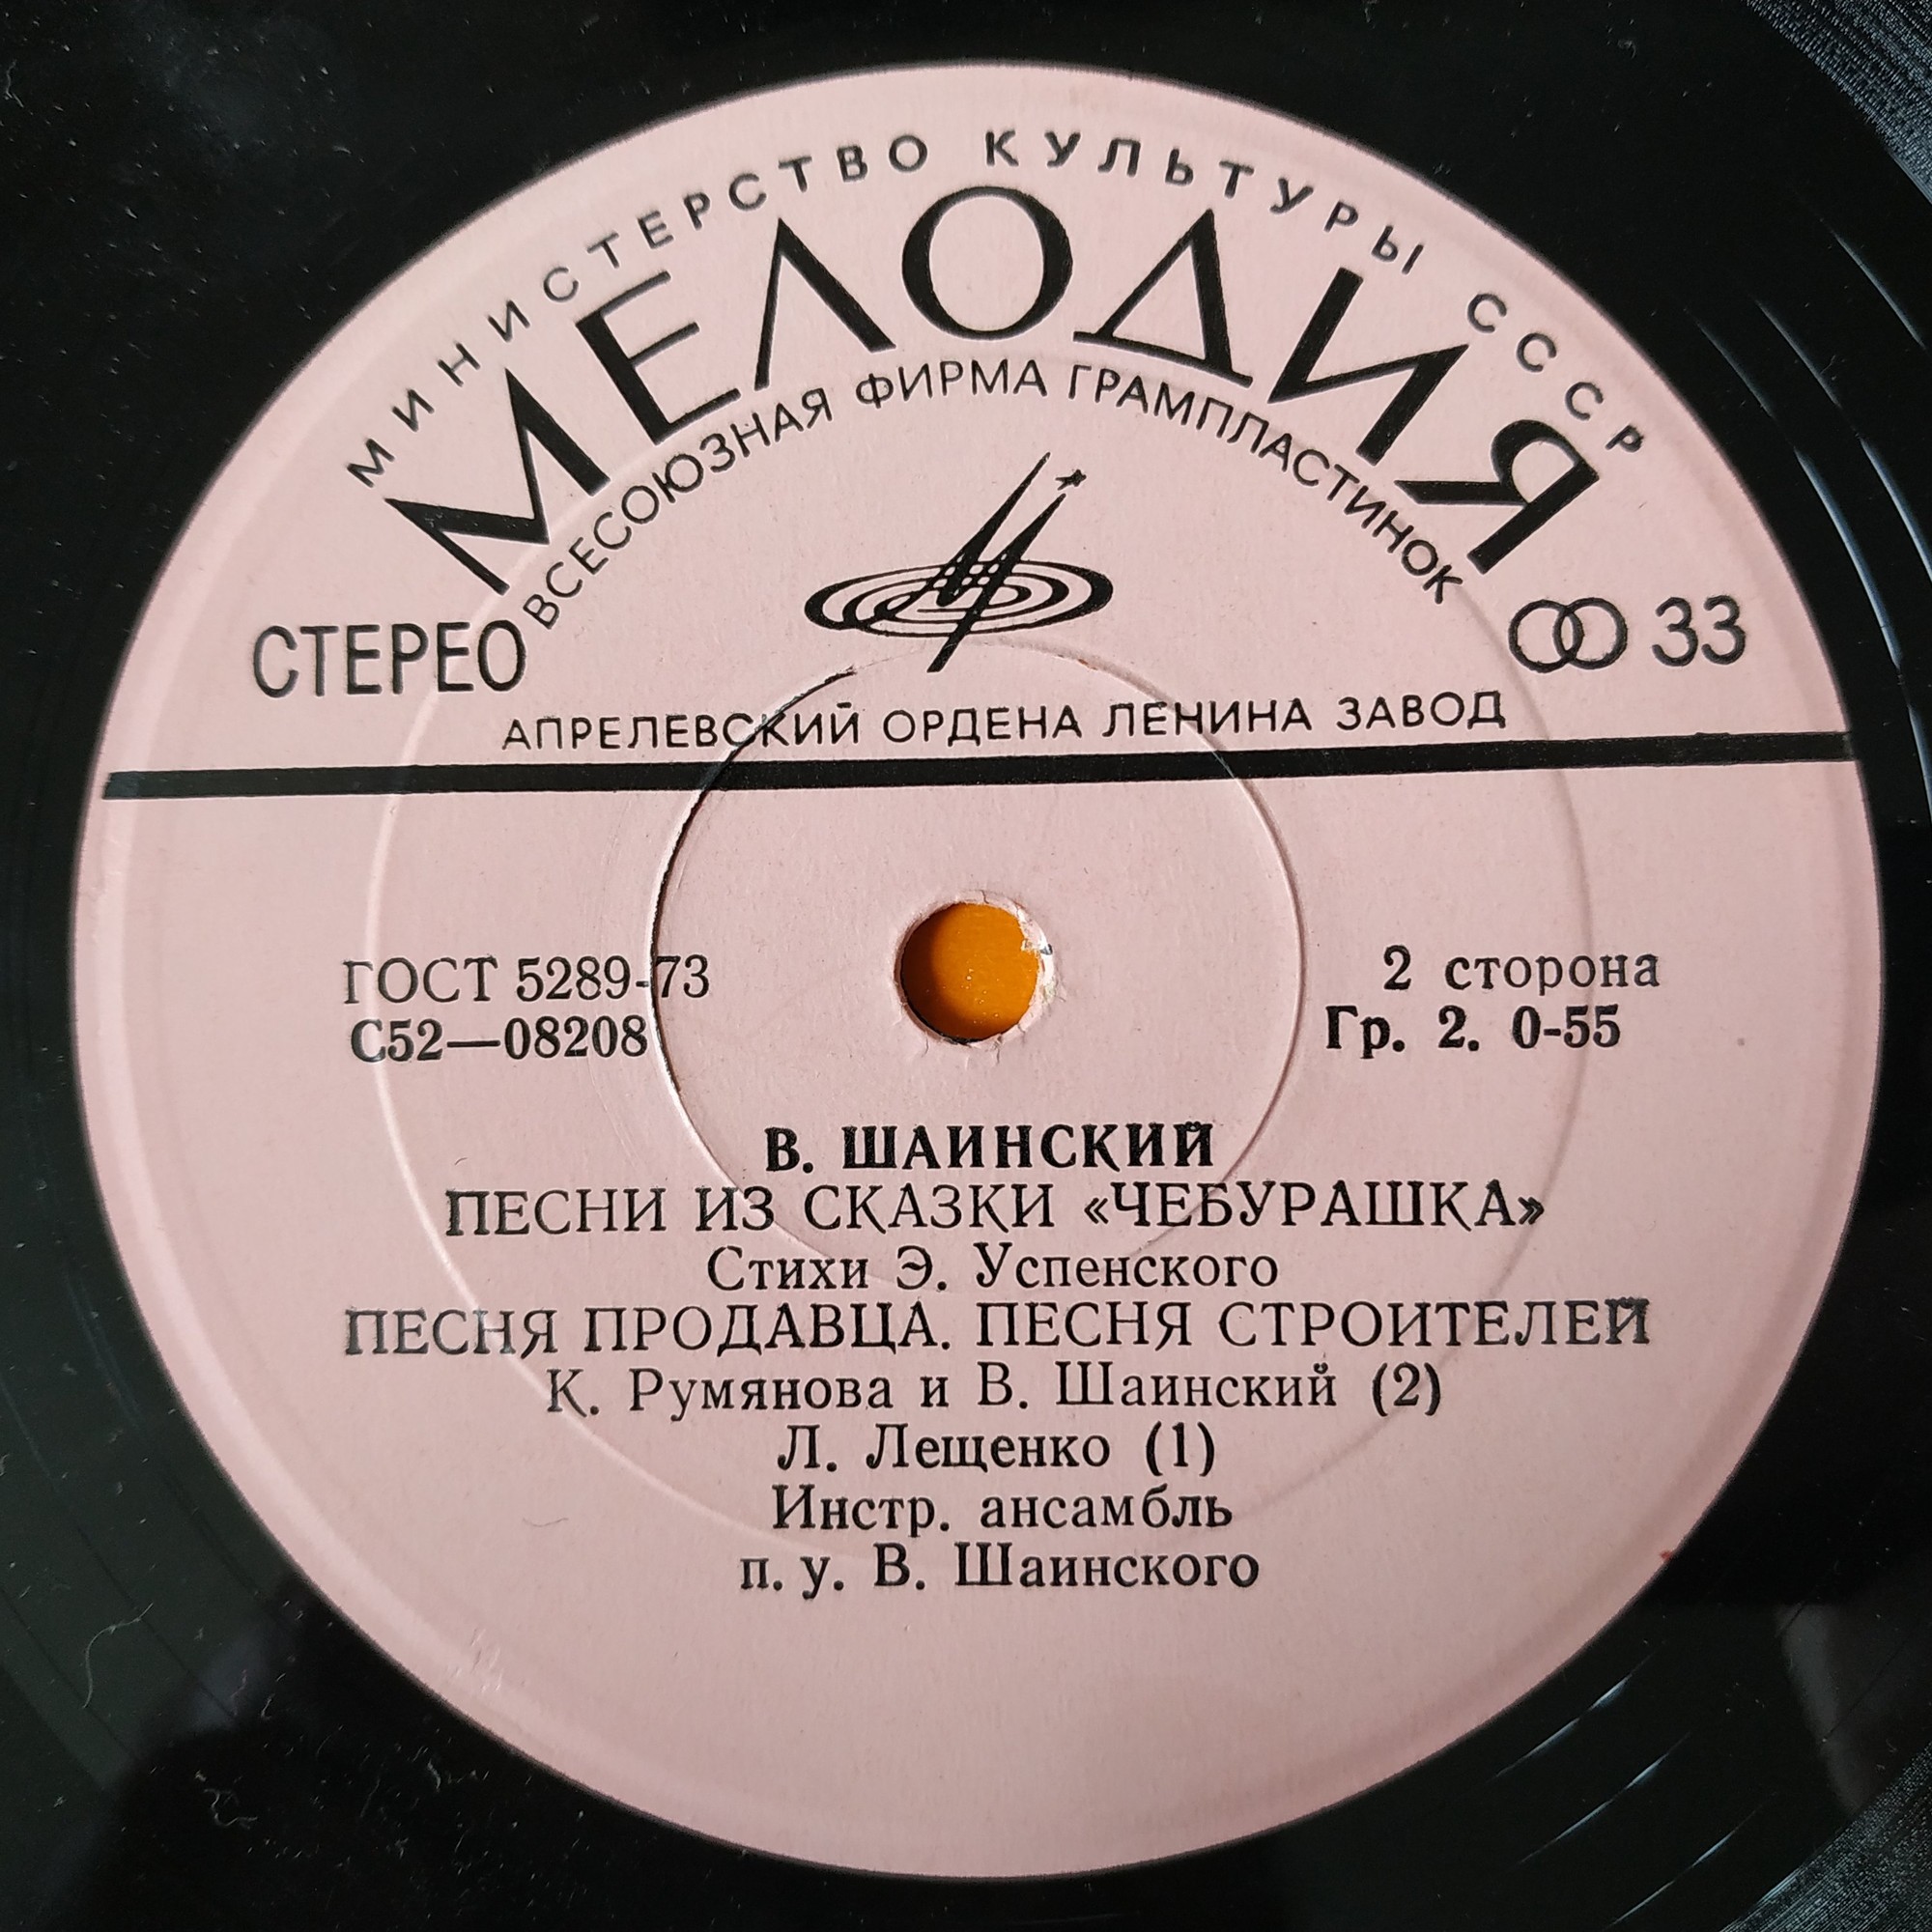 МИНИСТЕРСТВО КУЛЬТУРЫ СССР
МЕЛОДИЯ
ВСЕСОЮЗНАЯ ФИРМА ГРАМПЛАСТИНОК
СТЕРЕО
33
АПРЕЛЕВСКИЙ ОРДЕНА ЛЕНИНА ЗАВОД
ГОСТ 5289-73
С52—08208
2 сторона
Гр. 2. 0-55
В. ШАИНСКИЙ
ПЕСНИ ИЗ СКАЗКИ «ЧЕБУРАШКА»
Стихи Э. Успенского
ПЕСНЯ ПРОДАВЦА. ПЕСНЯ СТРОИТЕЛЕЙ
К. Румянова и В. Шаинский (2)
Л. Лещенко (1)
Инстр. ансамбль
п. у. В. Шаинского